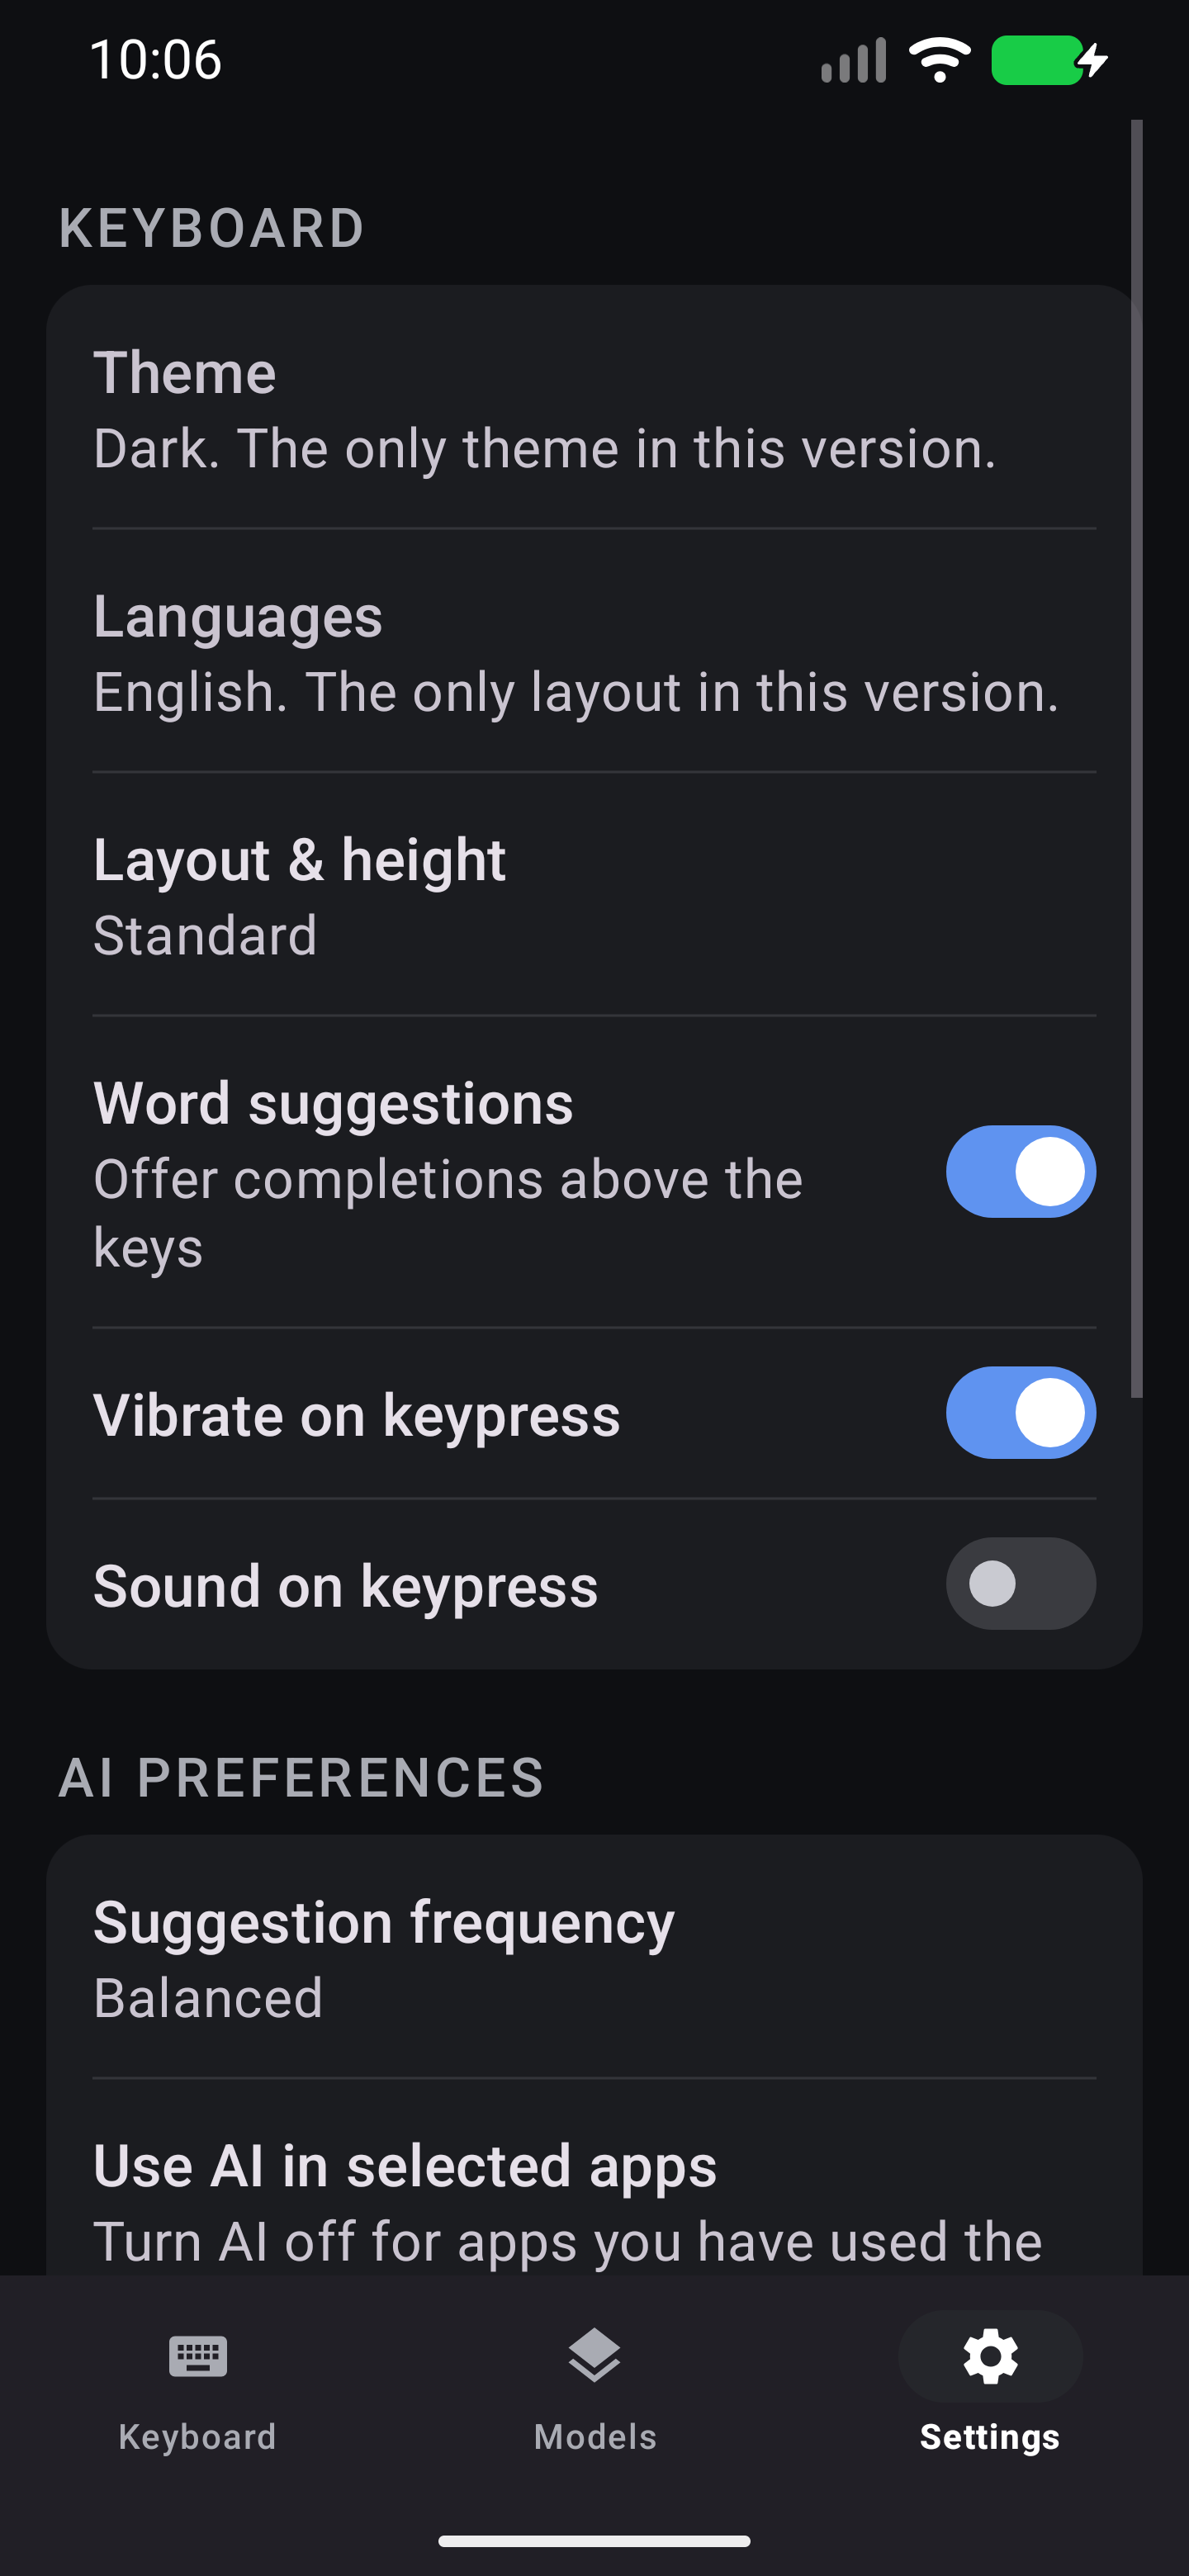 10:06
KEYBOARD
Theme
Dark. The only theme in this version.
Languages
English. The only layout in this version.
Layout & height
Standard
Word suggestions
Offer completions above the
keys
Vibrate on keypress
Sound on keypress
AI PREFERENCES
Suggestion frequency
Balanced
Use AI in selected apps
Turn AI off for apps you have used the
Keyboard
Models
Settings